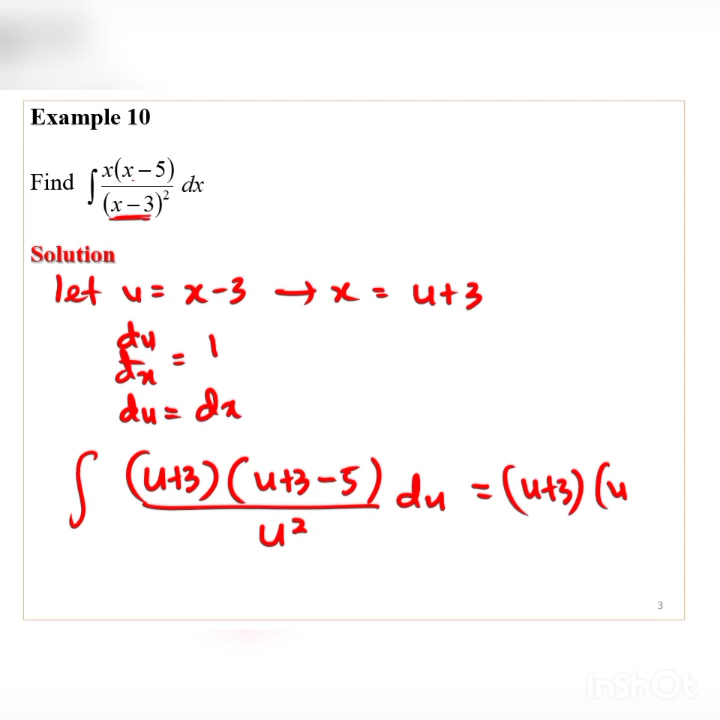 Example 10
Find ∫ x(x – 5) / (x – 3)² dx
Solution
let u = x-3 → x = u+3
du/dx = 1
du = dx
∫ (u+3)(u+3-5) / u² du = (u+3)(u
3
InShOt